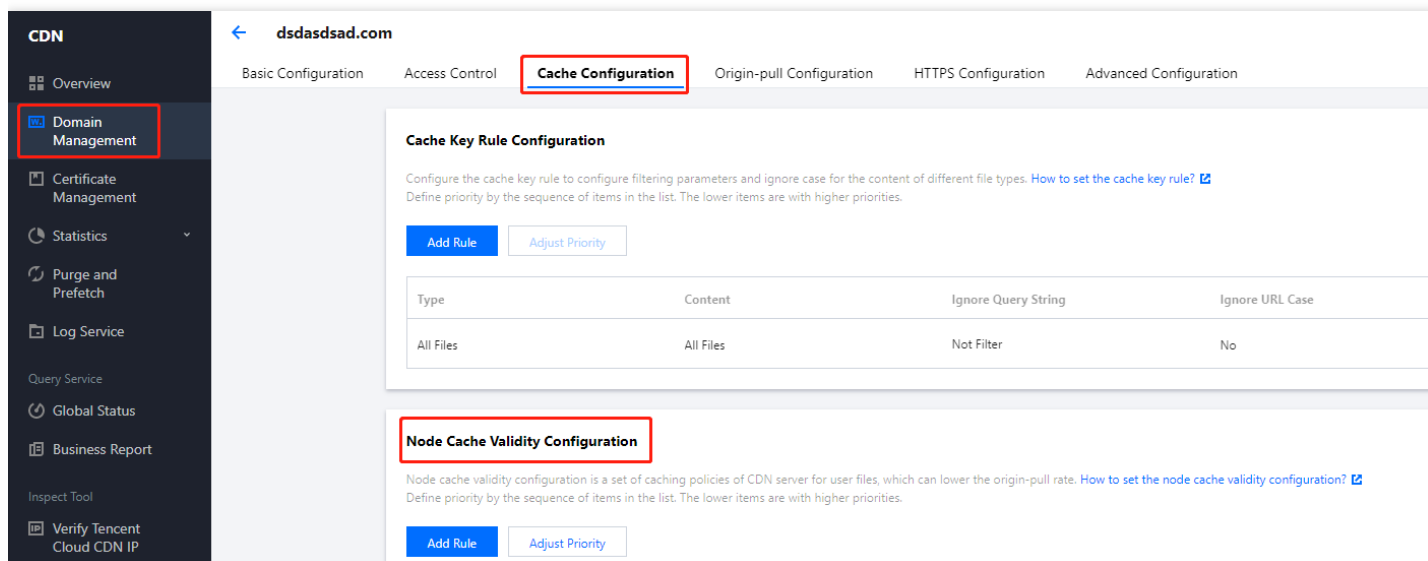 CDN
Overview
Domain
Management
Certificate
Management
Statistics
Purge and
Prefetch
Log Service
Query Service
Global Status
Business Report
Inspect Tool
IP Verify Tencent
Cloud CDN IP
dsdasdsad.com
Basic Configuration Access Control Cache Configuration Origin-pull Configuration HTTPS Configuration Advanced Configuration
Cache Key Rule Configuration
Configure the cache key rule to configure filtering parameters and ignore case for the content of different file types. How to set the cache key rule?
Define priority by the sequence of items in the list. The lower items are with higher priorities.
Add Rule Adjust Priority
Type Content Ignore Query String Ignore URL Case
All Files All Files Not Filter No
Node Cache Validity Configuration
Node cache validity configuration is a set of caching policies of CDN server for user files, which can lower the origin-pull rate. How to set the node cache validity configuration?
Define priority by the sequence of items in the list. The lower items are with higher priorities.
Add Rule Adjust Priority